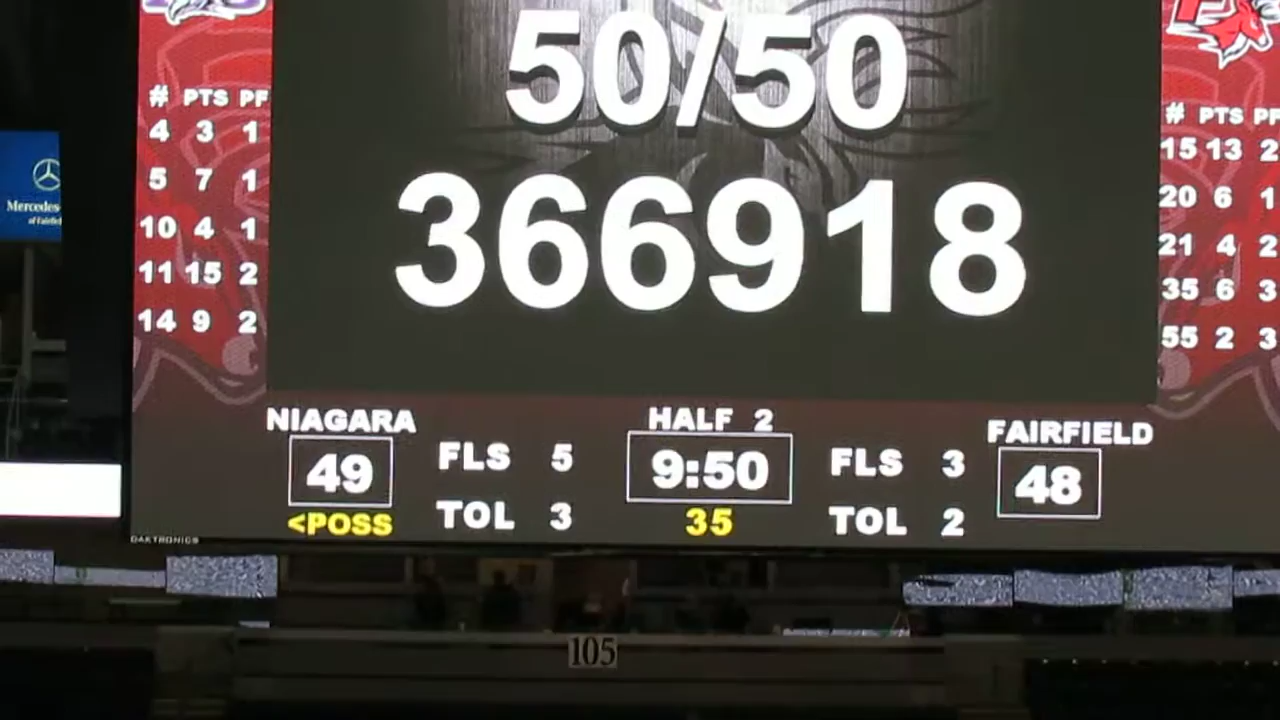 50/50
366918
# PTS PF
4 3 1
5 7 1
10 4 1
11 15 2
14 9 2
# PTS PF
15 13 2
20 6 1
21 4 2
35 6 3
55 2 3
Mercedes-
of Fairfield
NIAGARA
49
<POSS
FLS 5
TOL 3
HALF 2
9:50
35
FLS 3
TOL 2
FAIRFIELD
48
DAKTRONICS
105